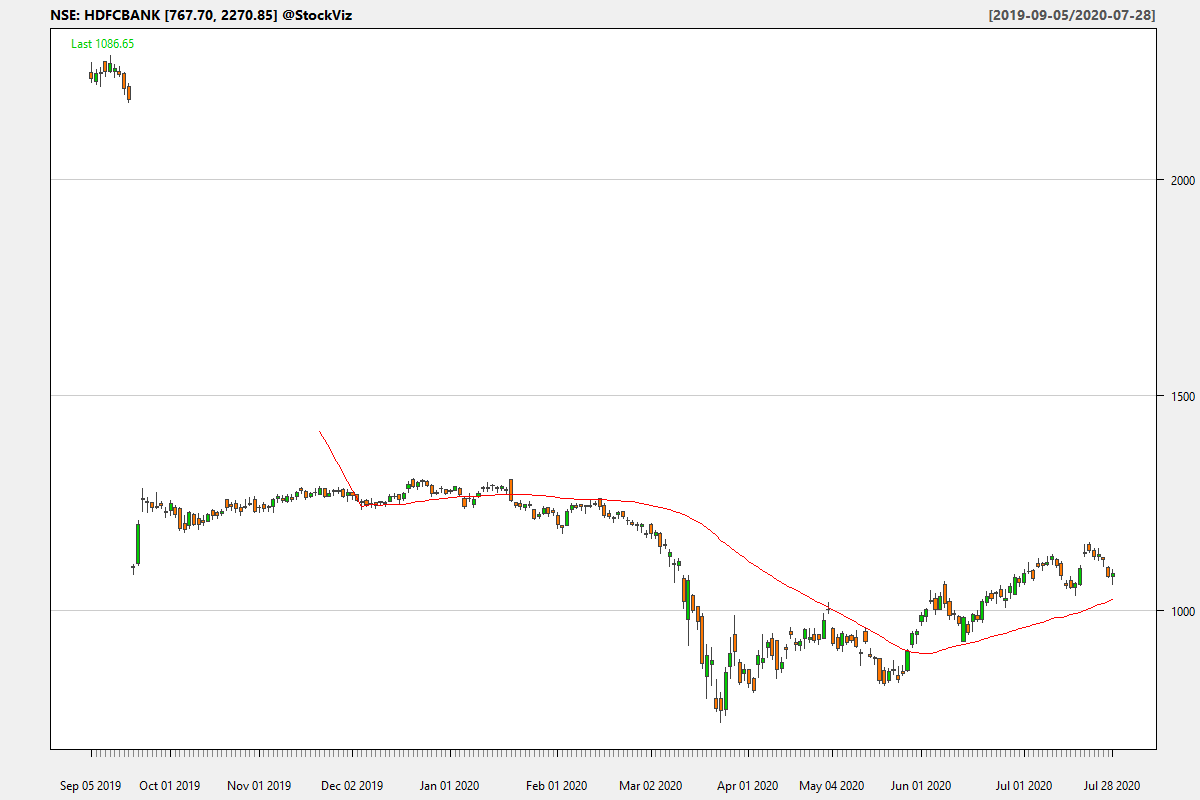 NSE: HDFCBANK [767.70, 2270.85] @StockViz
[2019-09-05/2020-07-28]
Last 1086.65
2000
1500
1000
Sep 05 2019 Oct 01 2019 Nov 01 2019 Dec 02 2019 Jan 01 2020 Feb 01 2020 Mar 02 2020 Apr 01 2020 May 04 2020 Jun 01 2020 Jul 01 2020 Jul 28 2020